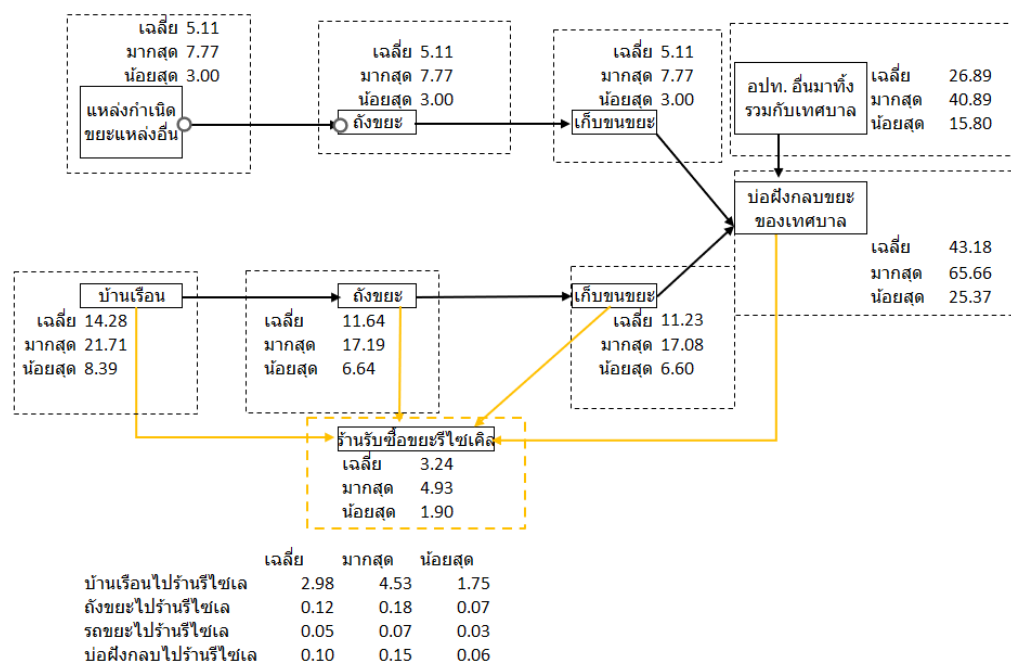 เฉลี่ย 5.11
มากสุด 7.77
น้อยสุด 3.00
แหล่งกำเนิด
ขยะแหล่งอื่น
เฉลี่ย 5.11
มากสุด 7.77
น้อยสุด 3.00
ถังขยะ
เฉลี่ย 5.11
มากสุด 7.77
น้อยสุด 3.00
เก็บขนขยะ
อปท. อื่นมาทิ้ง
รวมกับเทศบาล
เฉลี่ย 26.89
มากสุด 40.89
น้อยสุด 15.80
บ่อฝังกลบขยะ
ของเทศบาล
เฉลี่ย 43.18
มากสุด 65.66
น้อยสุด 25.37
บ้านเรือน
เฉลี่ย 14.28
มากสุด 21.71
น้อยสุด 8.39
ถังขยะ
เฉลี่ย 11.64
มากสุด 17.19
น้อยสุด 6.64
เก็บขนขยะ
เฉลี่ย 11.23
มากสุด 17.08
น้อยสุด 6.60
ร้านรับซื้อขยะรีไซเคิล
เฉลี่ย 3.24
มากสุด 4.93
น้อยสุด 1.90
เฉลี่ย มากสุด น้อยสุด
บ้านเรือนไปร้านรีไซเล 2.98 4.53 1.75
ถังขยะไปร้านรีไซเล 0.12 0.18 0.07
รถขยะไปร้านรีไซเล 0.05 0.07 0.03
บ่อฝังกลบไปร้านรีไซเล 0.10 0.15 0.06